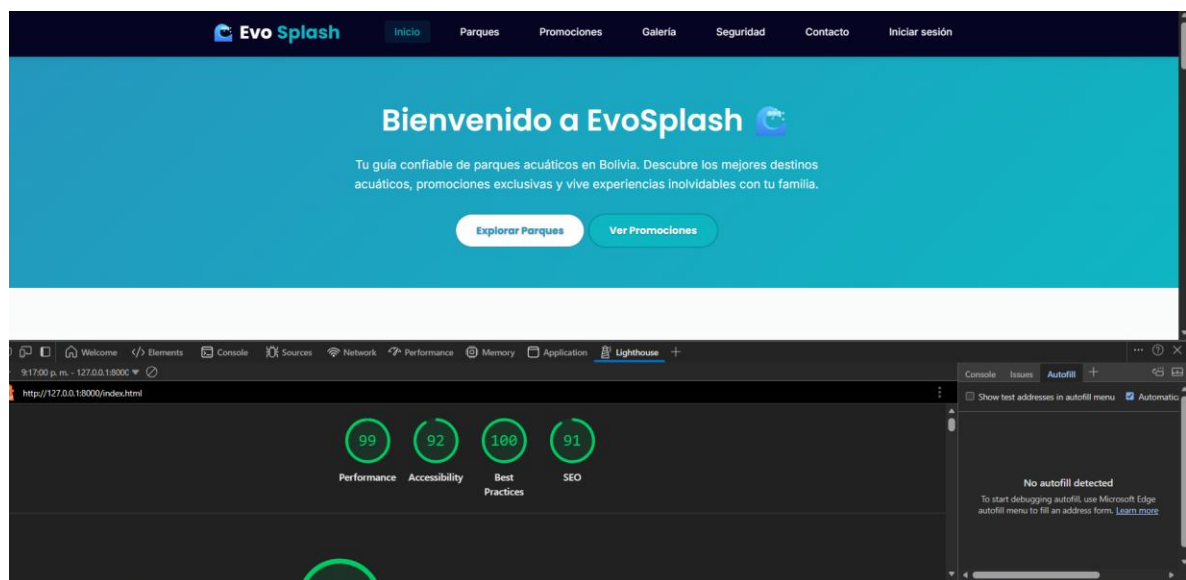 Evo Splash
Inicio Parques Promociones Galería Seguridad Contacto Iniciar sesión
Bienvenido a EvoSplash
Tu guía confiable de parques acuáticos en Bolivia. Descubre los mejores destinos
acuáticos, promociones exclusivas y vive experiencias inolvidables con tu familia.
Explorar Parques Ver Promociones
Welcome </> Elements Console Sources Network Performance Memory Application Lighthouse
9:17:00 p. m. - 127.0.0.1:8000
Console Issues Autofill
http://127.0.0.1:8000/index.html
Show test addresses in autofill menu Automatic
99 92 100 91
Performance Accessibility Best
Practices SEO
No autofill detected
To start debugging autofill, use Microsoft Edge
autofill menu to fill an address form. Learn more